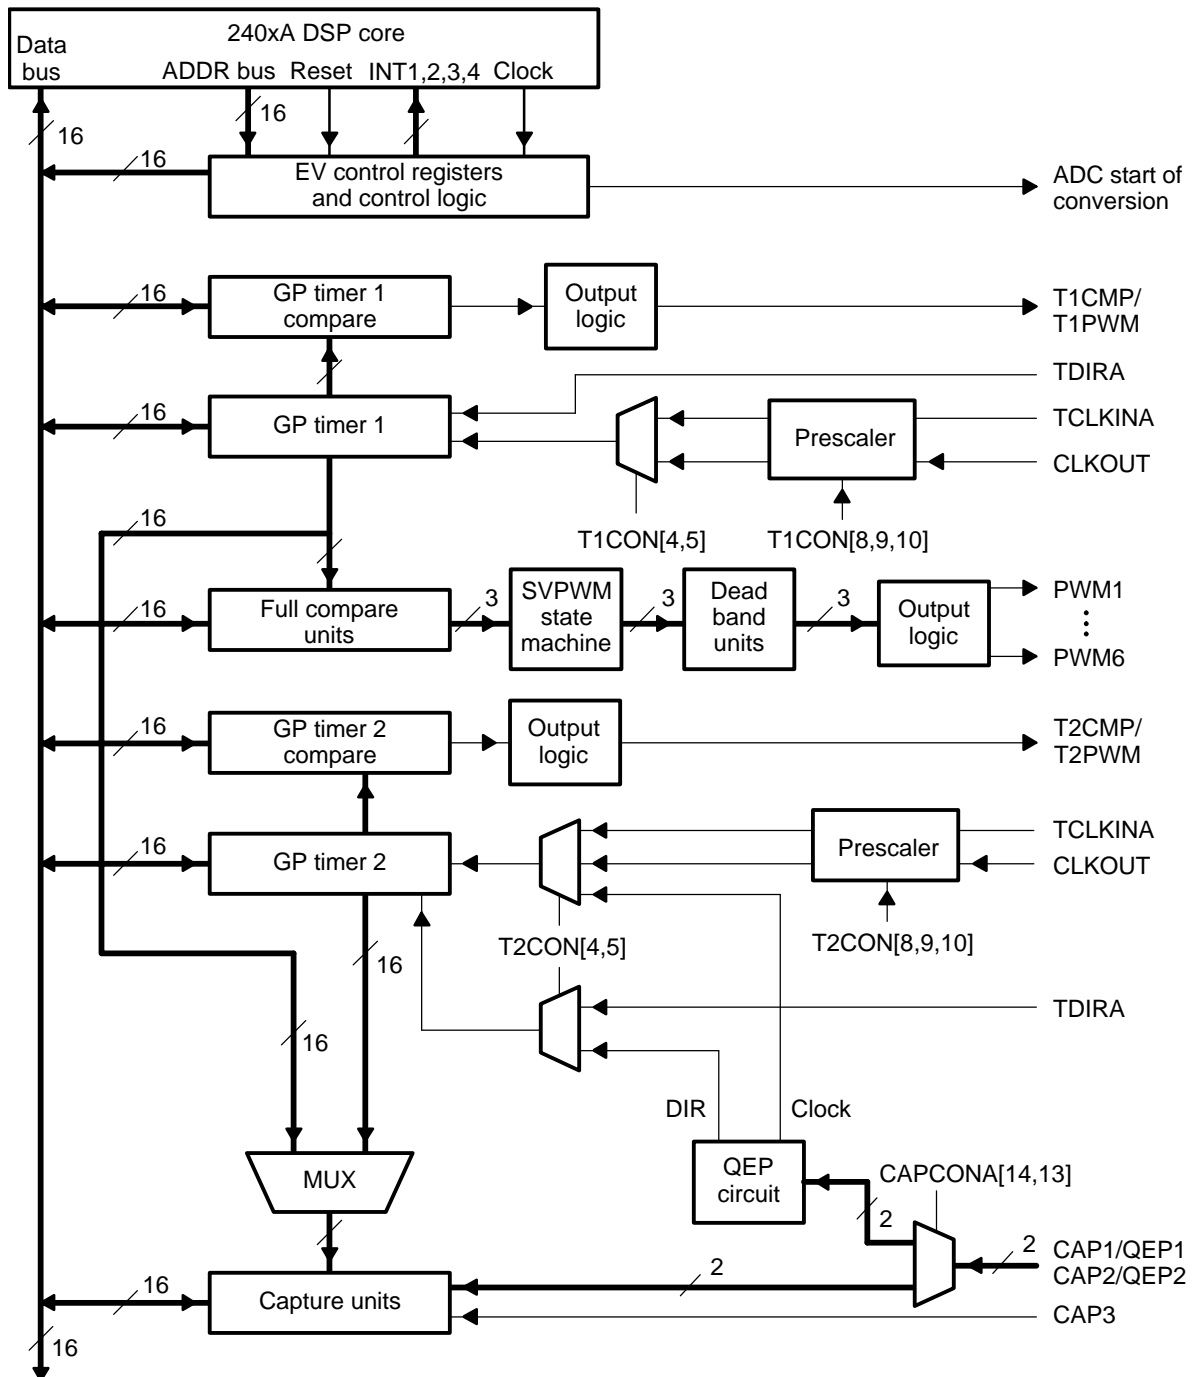 240xA DSP core
Data
bus
ADDR bus
Reset
INT1,2,3,4
Clock
16
16
16
EV control registers
and control logic
ADC start of
conversion
16
GP timer 1
compare
Output
logic
T1CMP/
T1PWM
TDIRA
16
GP timer 1
Prescaler
TCLKINA
CLKOUT
T1CON[4,5]
T1CON[8,9,10]
16
16
Full compare
units
3
SVPWM
state
machine
3
Dead
band
units
3
Output
logic
PWM1
PWM6
16
GP timer 2
compare
Output
logic
T2CMP/
T2PWM
16
GP timer 2
Prescaler
TCLKINA
CLKOUT
T2CON[4,5]
T2CON[8,9,10]
16
16
TDIRA
DIR
Clock
MUX
QEP
circuit
CAPCONA[14,13]
2
2
CAP1/QEP1
CAP2/QEP2
16
Capture units
2
CAP3
16